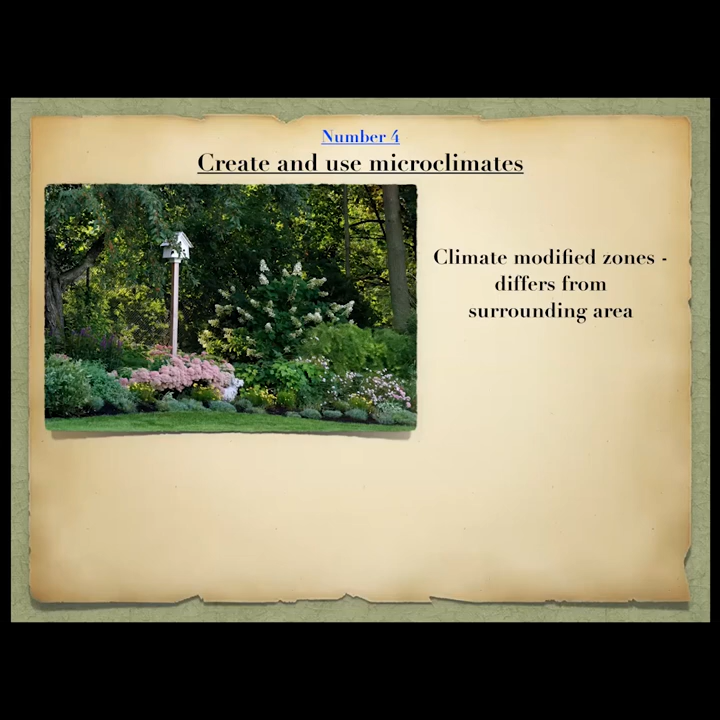 Number 4
Create and use microclimates
Climate modified zones -
differs from
surrounding area